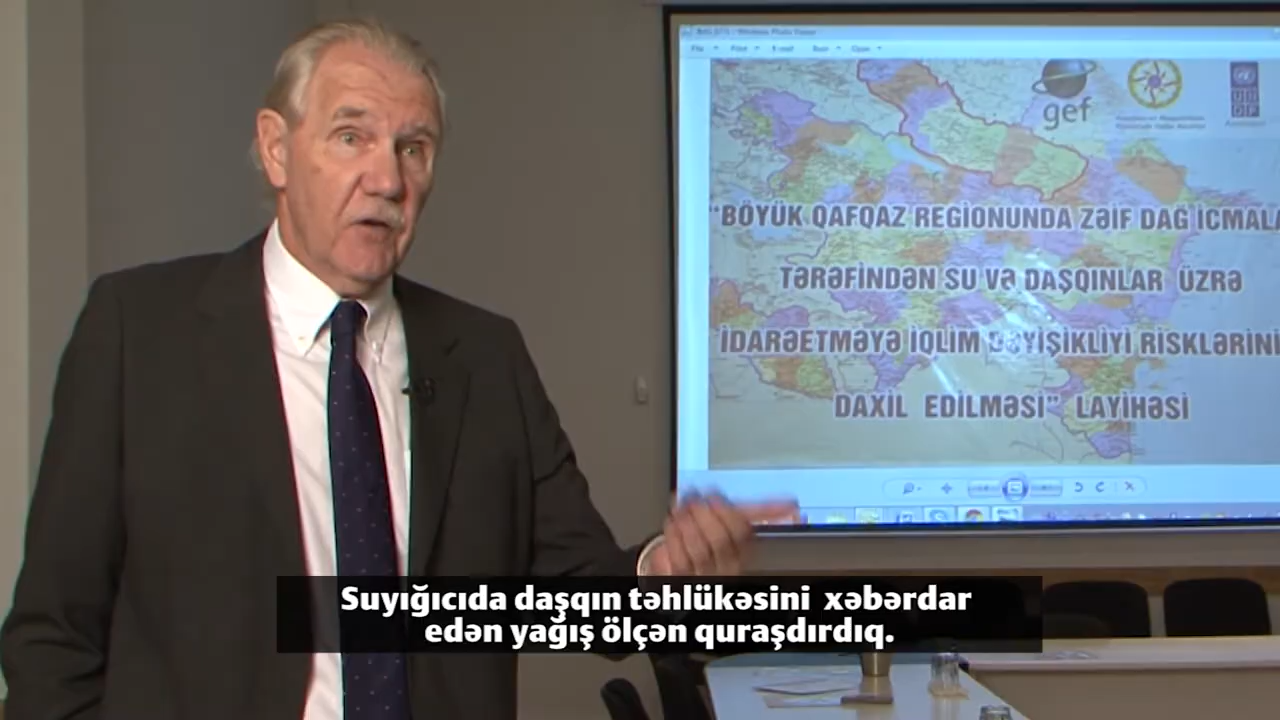 gef
U N
D P
"BÖYÜK QAFQAZ REGIONUNDA ZƏIF DAĞ ICMALA
TƏRƏFINDƏN SU VƏ DAŞQINLAR ÜZRƏ
İDARƏETMƏYƏ IQLIM DƏYIŞIKLIYI RISKLƏRINI
DAXIL EDILMƏSI" LAYIHƏSI
Suyığıcıda daşqın təhlükəsini xəbərdar
edən yağış ölçən quraşdırdıq.